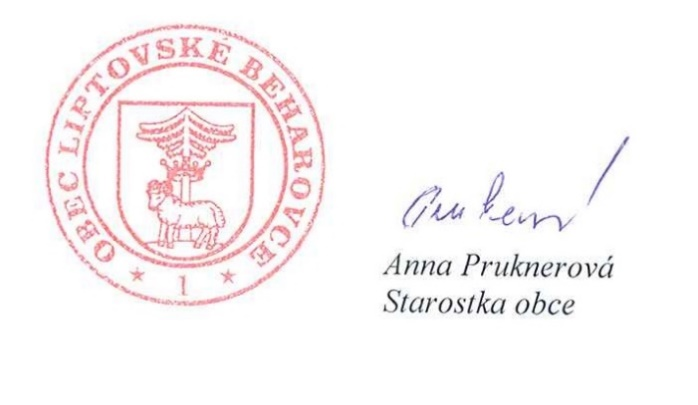 OBEC LIPTOVSKÉ BEHAROVCE
1
Anna Pruknerová
Starostka obce